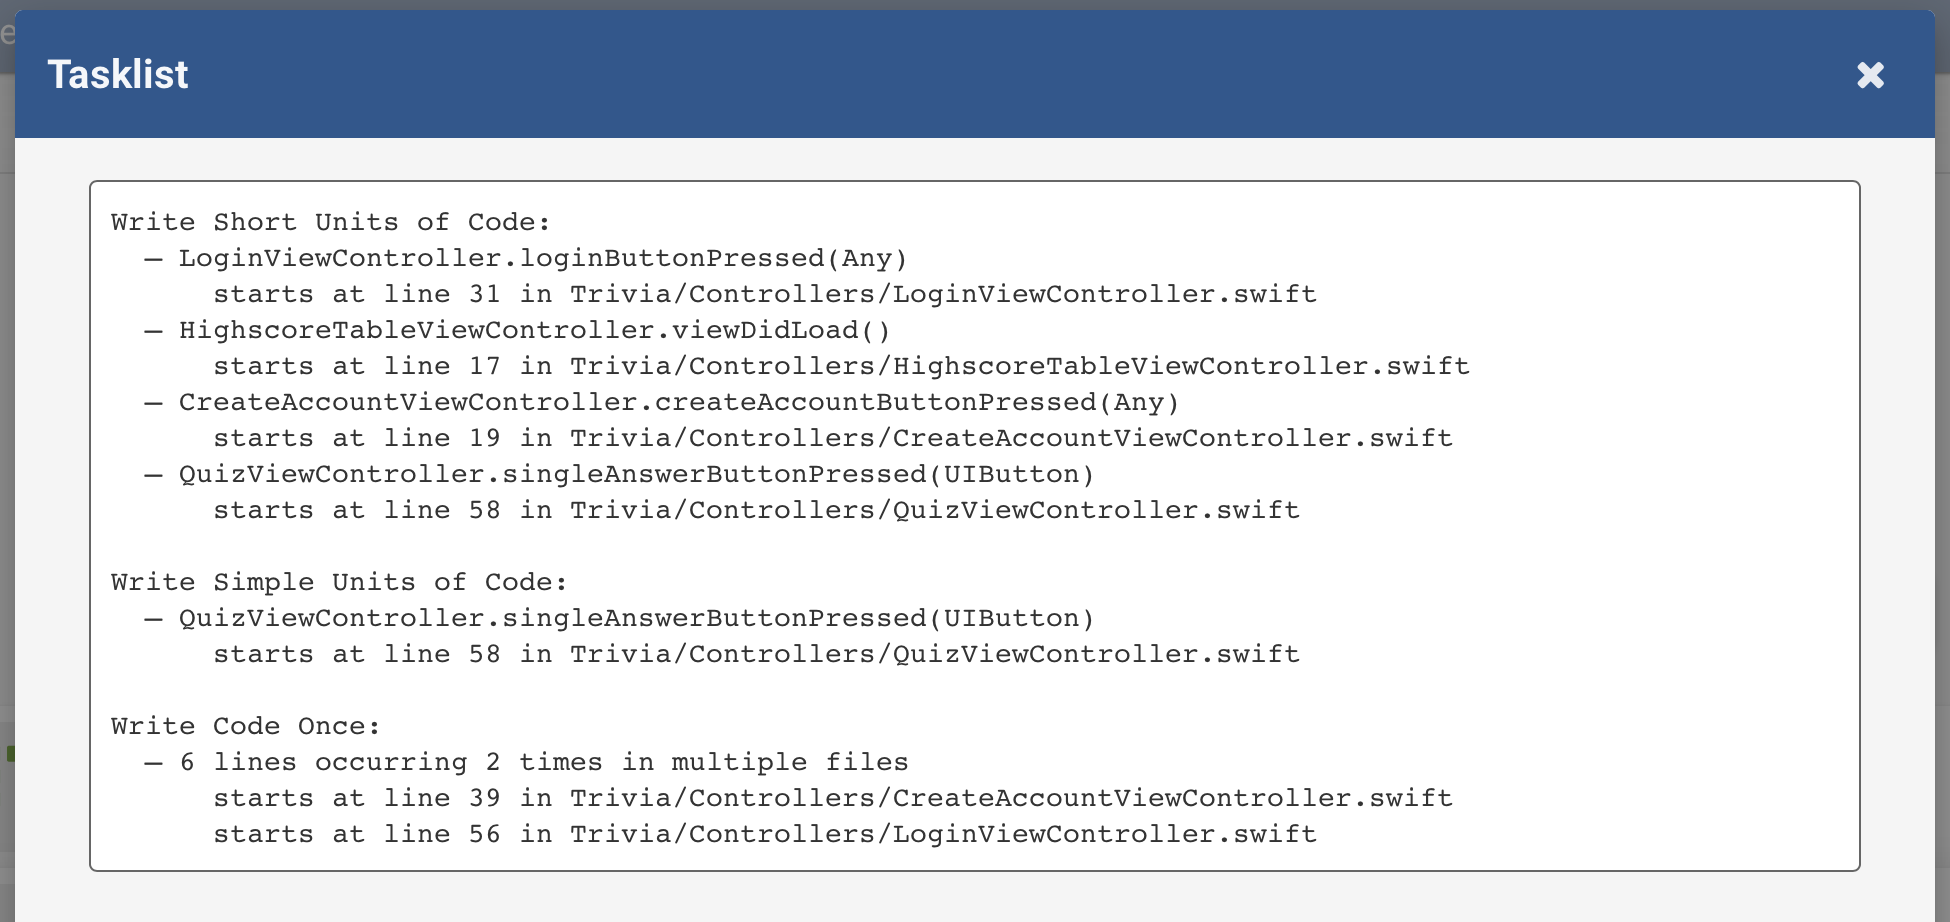 Tasklist
Write Short Units of Code:
– LoginViewController.loginButtonPressed(Any)
starts at line 31 in Trivia/Controllers/LoginViewController.swift
– HighscoreTableViewController.viewDidLoad()
starts at line 17 in Trivia/Controllers/HighscoreTableViewController.swift
– CreateAccountViewController.createAccountButtonPressed(Any)
starts at line 19 in Trivia/Controllers/CreateAccountViewController.swift
– QuizViewController.singleAnswerButtonPressed(UIButton)
starts at line 58 in Trivia/Controllers/QuizViewController.swift
Write Simple Units of Code:
– QuizViewController.singleAnswerButtonPressed(UIButton)
starts at line 58 in Trivia/Controllers/QuizViewController.swift
Write Code Once:
– 6 lines occurring 2 times in multiple files
starts at line 39 in Trivia/Controllers/CreateAccountViewController.swift
starts at line 56 in Trivia/Controllers/LoginViewController.swift